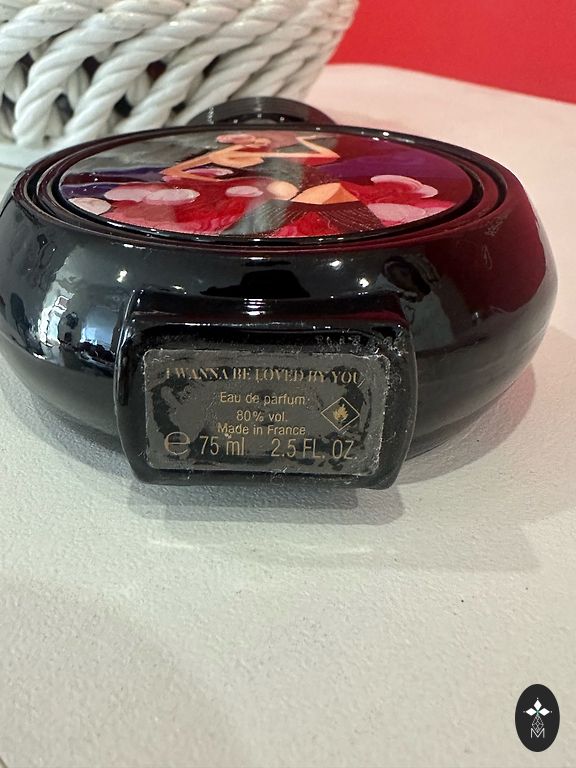 I WANNA BE LOVED BY YOU
Eau de parfum
80% vol.
Made in France
℮ 75 ml 2.5 FL. OZ.
M